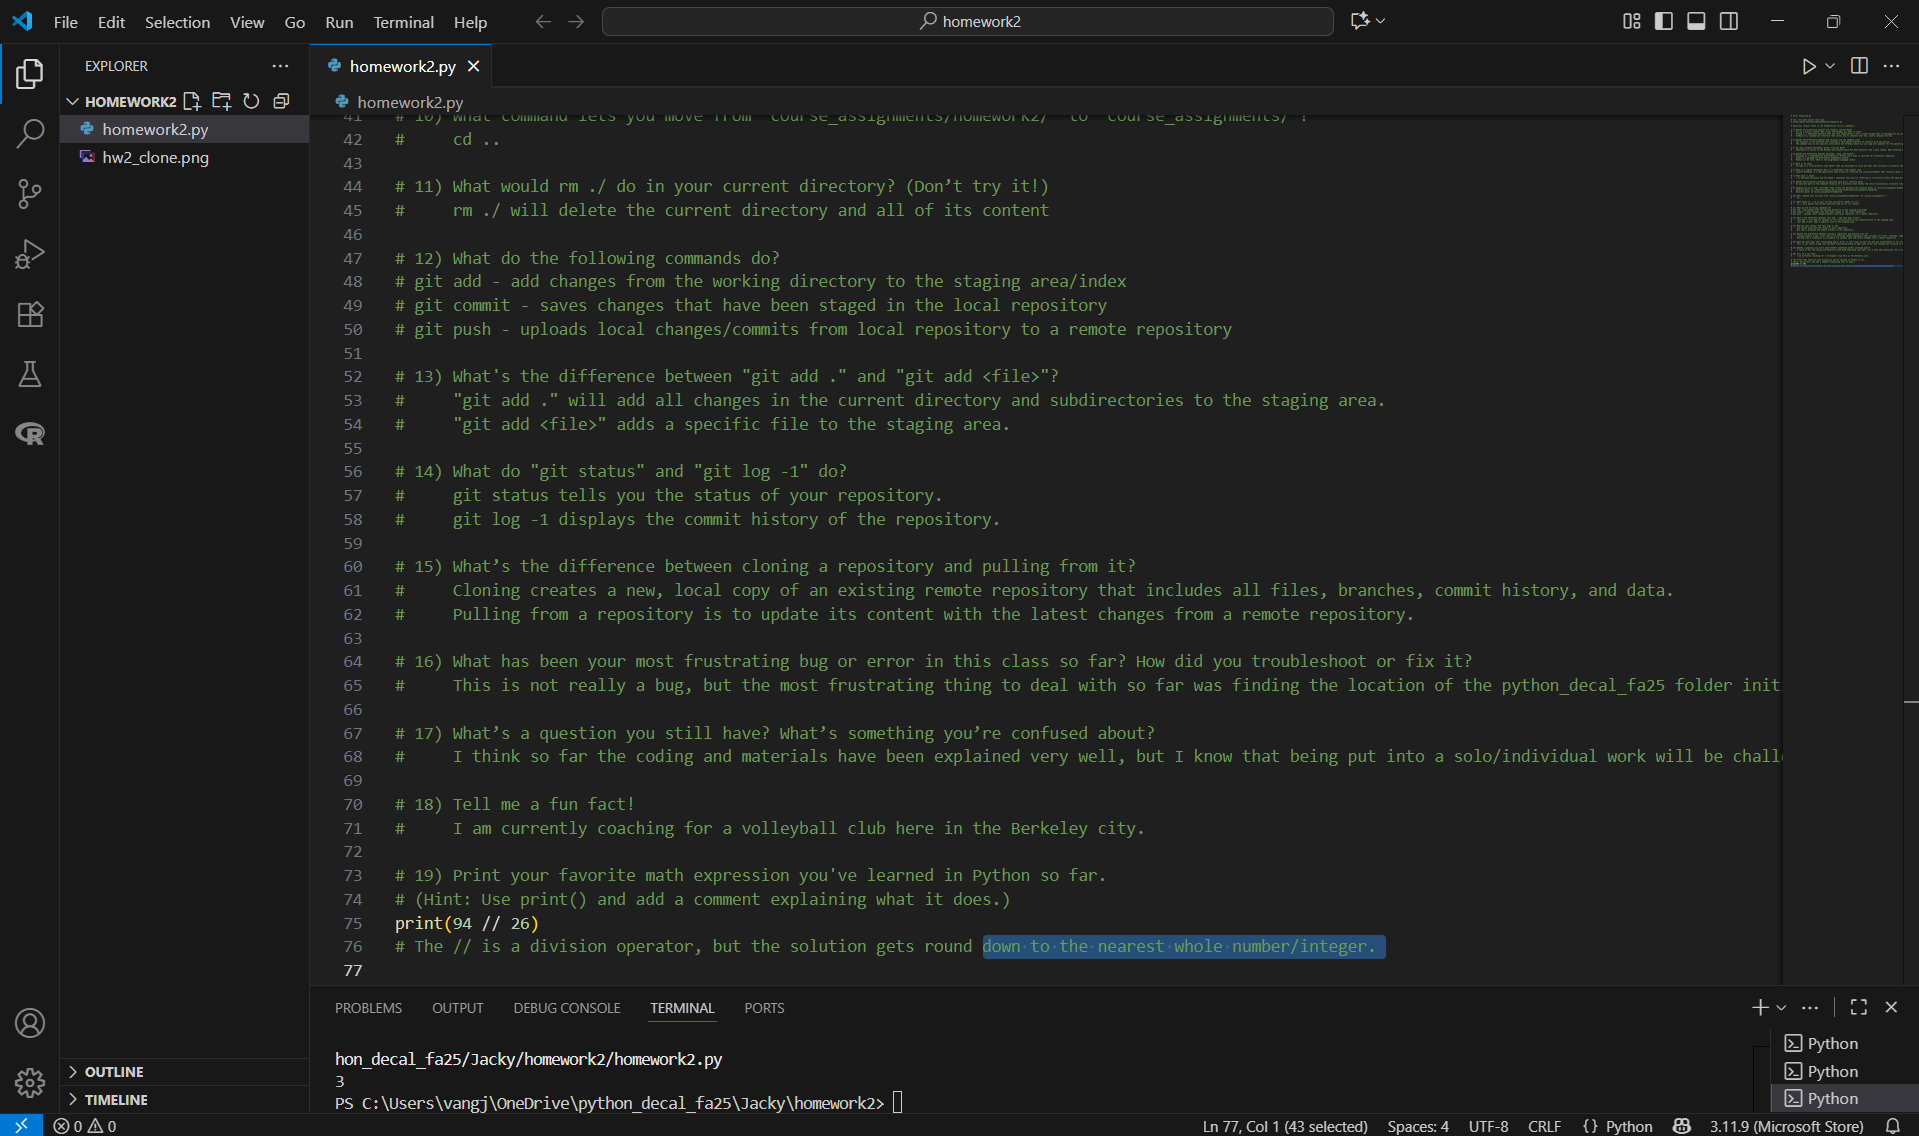 File Edit Selection View Go Run Terminal Help
homework2
EXPLORER
HOMEWORK2
homework2.py
hw2_clone.png
OUTLINE
TIMELINE
homework2.py
homework2.py
41 # 10) What command lets you move from "course_assignments/homework2/" to "course_assignments/"?
42 #     cd ..
43
44 # 11) What would rm ./ do in your current directory? (Don’t try it!)
45 #     rm ./ will delete the current directory and all of its content
46
47 # 12) What do the following commands do?
48 # git add - add changes from the working directory to the staging area/index
49 # git commit - saves changes that have been staged in the local repository
50 # git push - uploads local changes/commits from local repository to a remote repository
51
52 # 13) What's the difference between "git add ." and "git add <file>"?
53 #     "git add ." will add all changes in the current directory and subdirectories to the staging area.
54 #     "git add <file>" adds a specific file to the staging area.
55
56 # 14) What do "git status" and "git log -1" do?
57 #     git status tells you the status of your repository.
58 #     git log -1 displays the commit history of the repository.
59
60 # 15) What’s the difference between cloning a repository and pulling from it?
61 #     Cloning creates a new, local copy of an existing remote repository that includes all files, branches, commit history, and data.
62 #     Pulling from a repository is to update its content with the latest changes from a remote repository.
63
64 # 16) What has been your most frustrating bug or error in this class so far? How did you troubleshoot or fix it?
65 #     This is not really a bug, but the most frustrating thing to deal with so far was finding the location of the python_decal_fa25 folder init
66
67 # 17) What’s a question you still have? What’s something you’re confused about?
68 #     I think so far the coding and materials have been explained very well, but I know that being put into a solo/individual work will be chall
69
70 # 18) Tell me a fun fact!
71 #     I am currently coaching for a volleyball club here in the Berkeley city.
72
73 # 19) Print your favorite math expression you've learned in Python so far.
74 # (Hint: Use print() and add a comment explaining what it does.)
75 print(94 // 26)
76 # The // is a division operator, but the solution gets round down to the nearest whole number/integer.
77
PROBLEMS OUTPUT DEBUG CONSOLE TERMINAL PORTS
hon_decal_fa25/Jacky/homework2/homework2.py
3
PS C:\Users\vangj\OneDrive\python_decal_fa25\Jacky\homework2>
Python
Python
Python
0 0 Ln 77, Col 1 (43 selected) Spaces: 4 UTF-8 CRLF {} Python 3.11.9 (Microsoft Store)